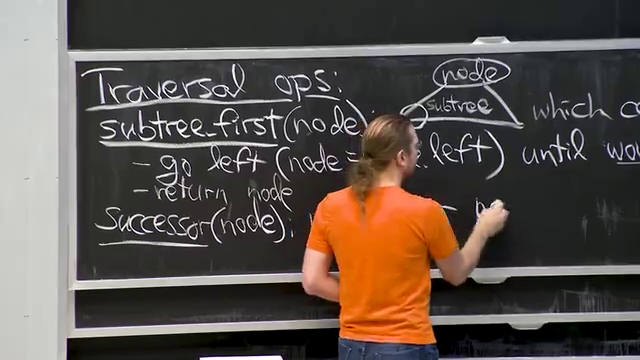 Traversal ops:
node
subtree
subtree_first(node): which
- go left (node = left) until
- return node
successor(node):